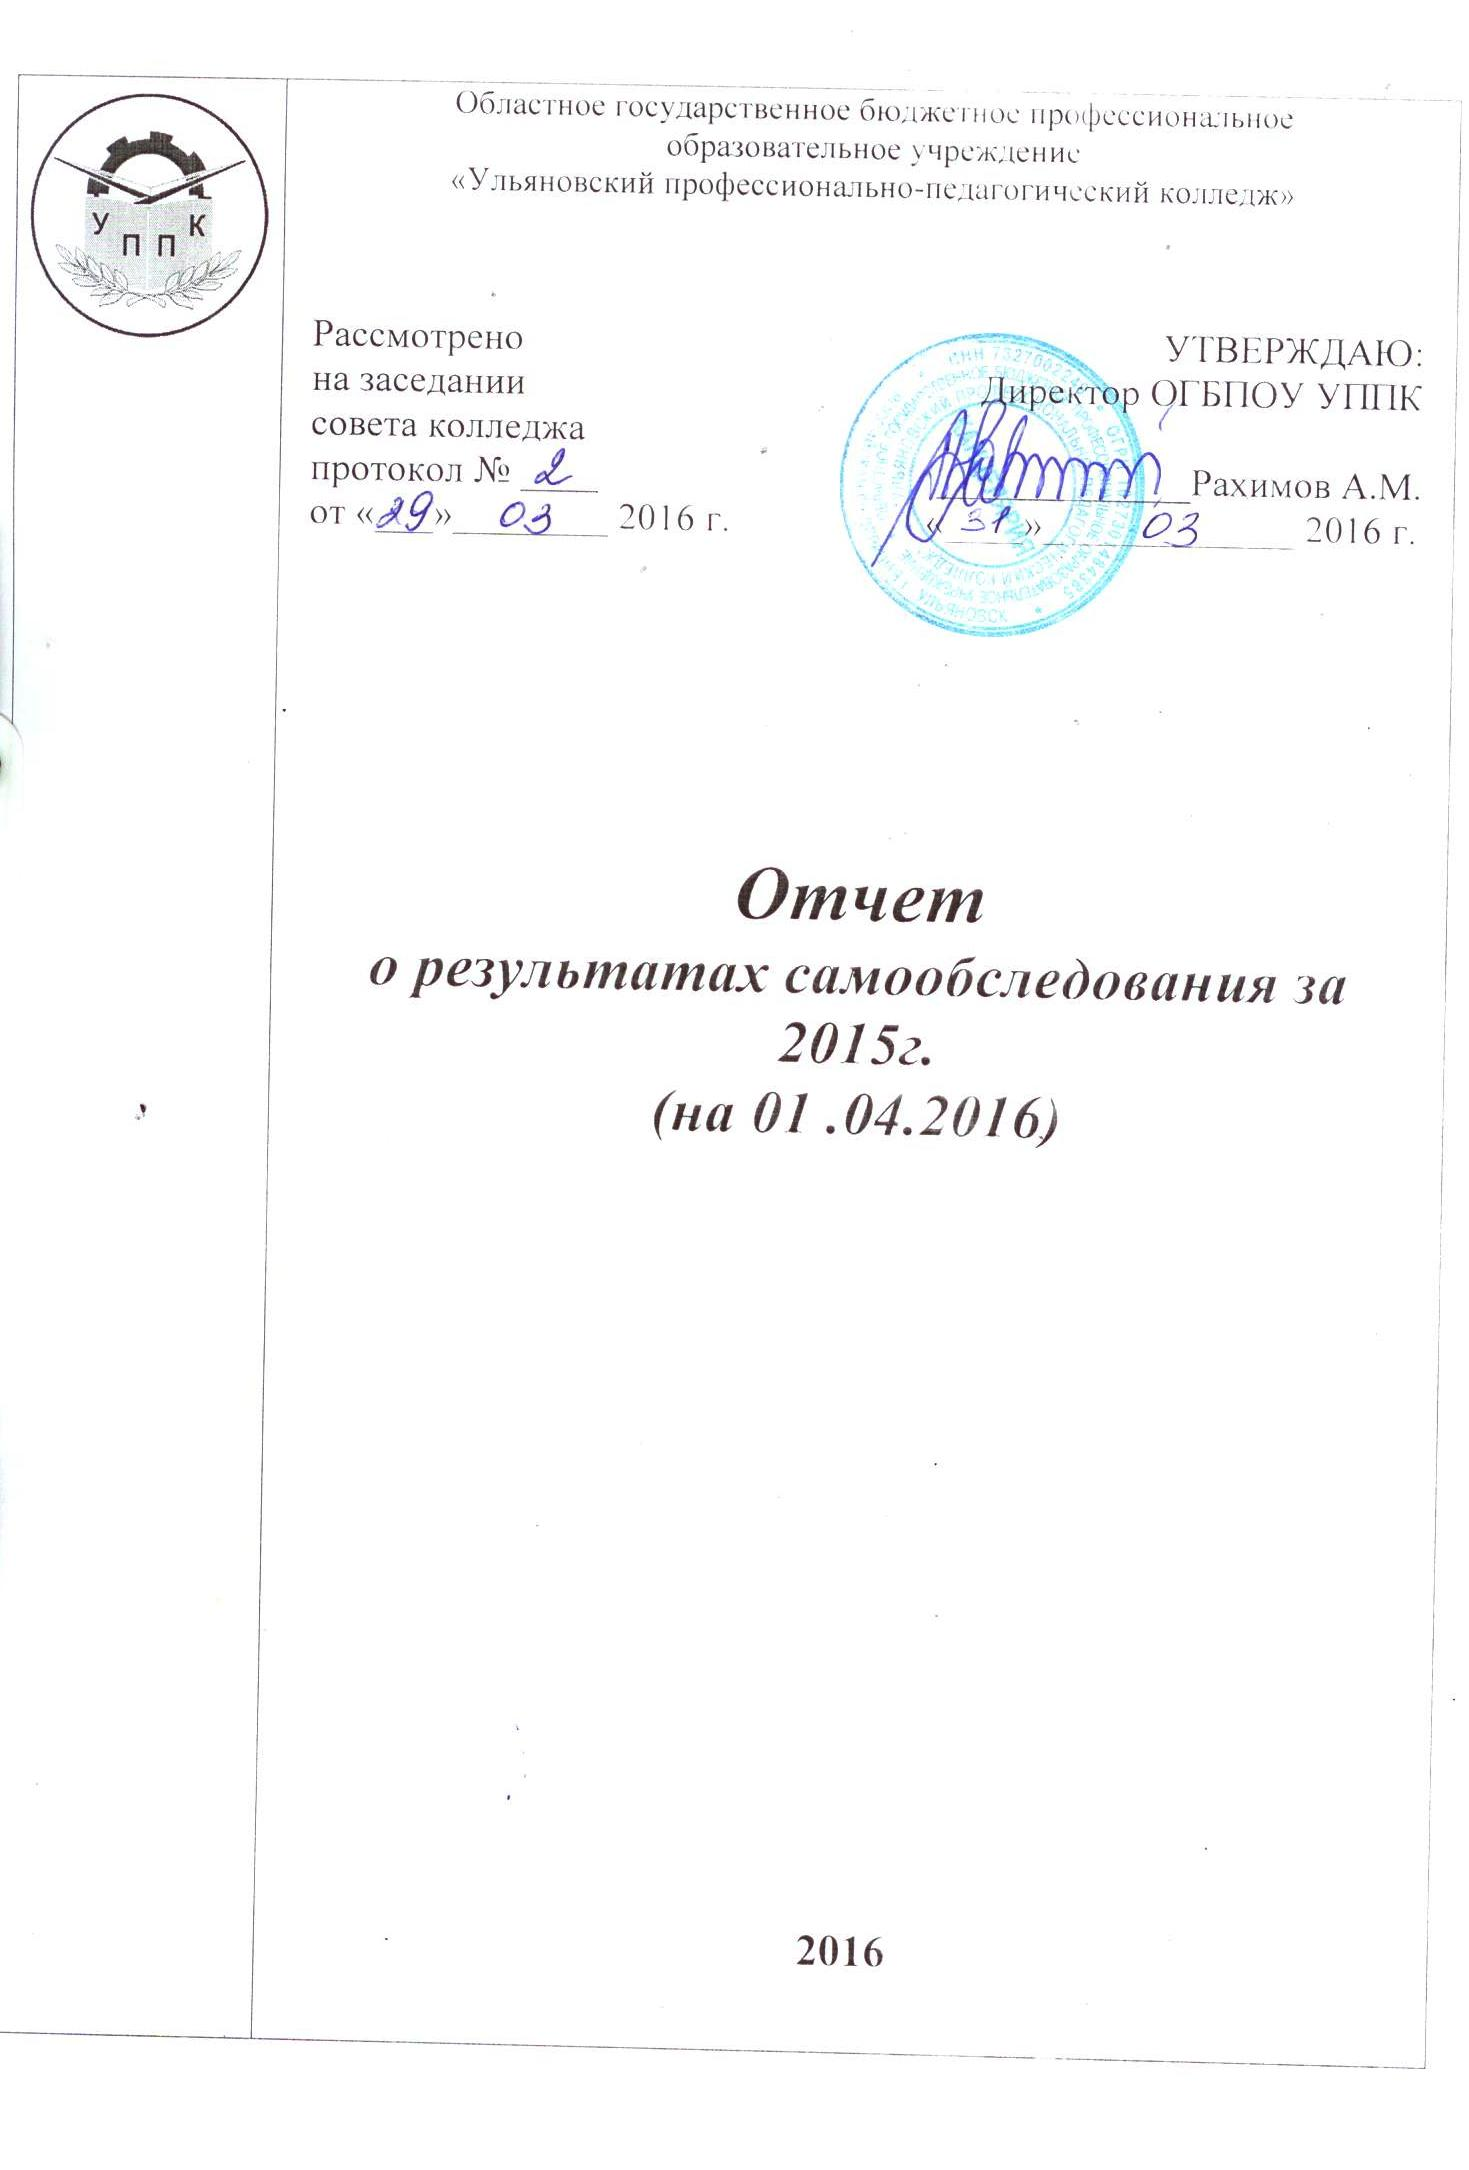 Областное государственное бюджетное профессиональное
образовательное учреждение
«Ульяновский профессионально-педагогический колледж»
У П П К
Рассмотрено
на заседании
совета колледжа
протокол № 2
от «29» 03 2016 г.
УТВЕРЖДАЮ:
Директор ОГБПОУ УППК
Рахимов А.М.
«31» 03 2016 г.
УЛЬЯНОВСК
Отчет
о результатах самообследования за
2015г.
(на 01 .04.2016)
2016